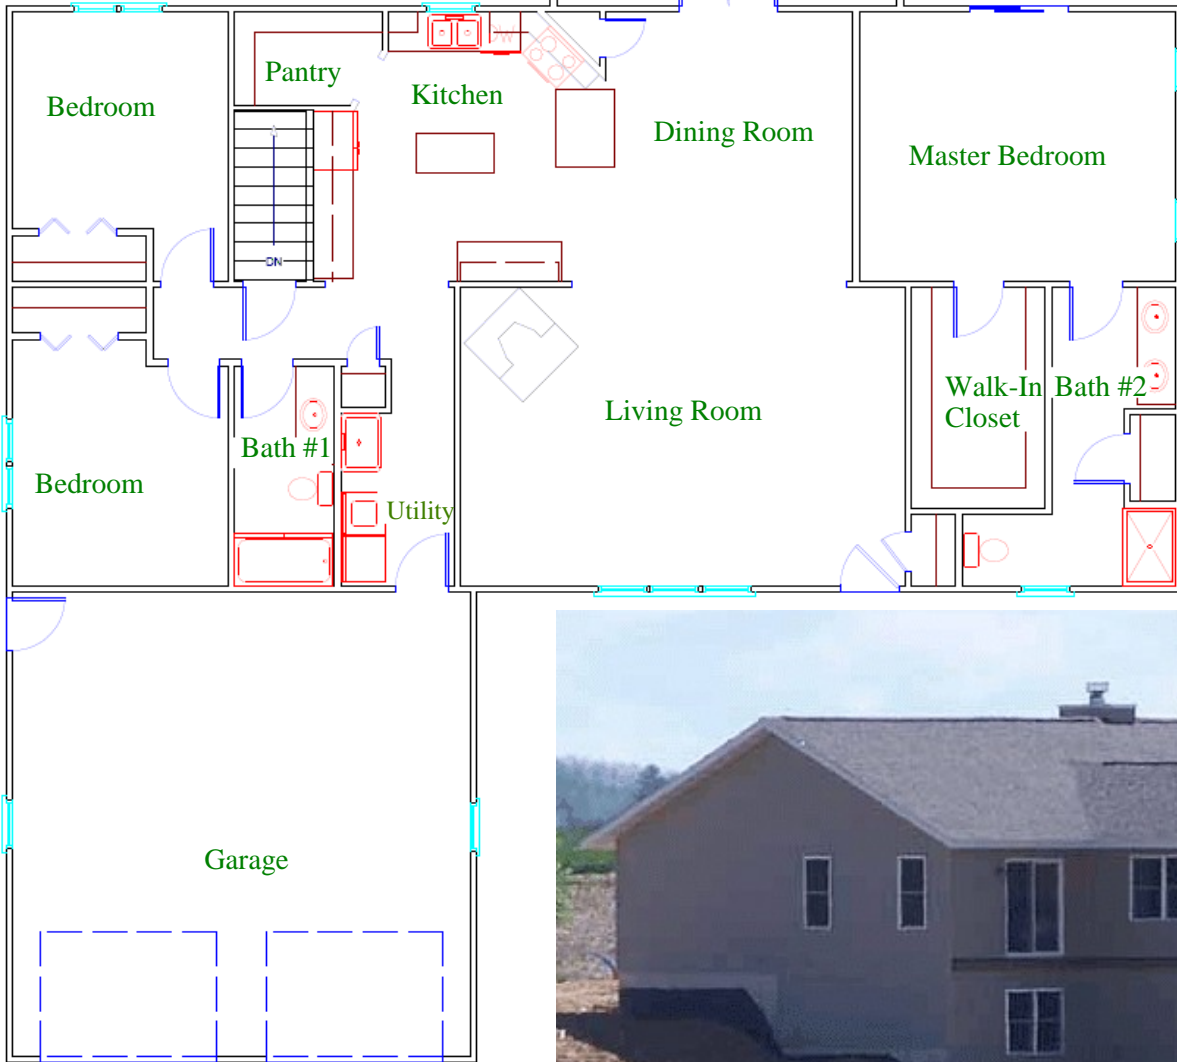 DW
Pantry
Kitchen
Bedroom
Dining Room
Master Bedroom
DN
Walk-In
Closet
Bath #2
Living Room
Bath #1
Bedroom
Utility
Garage